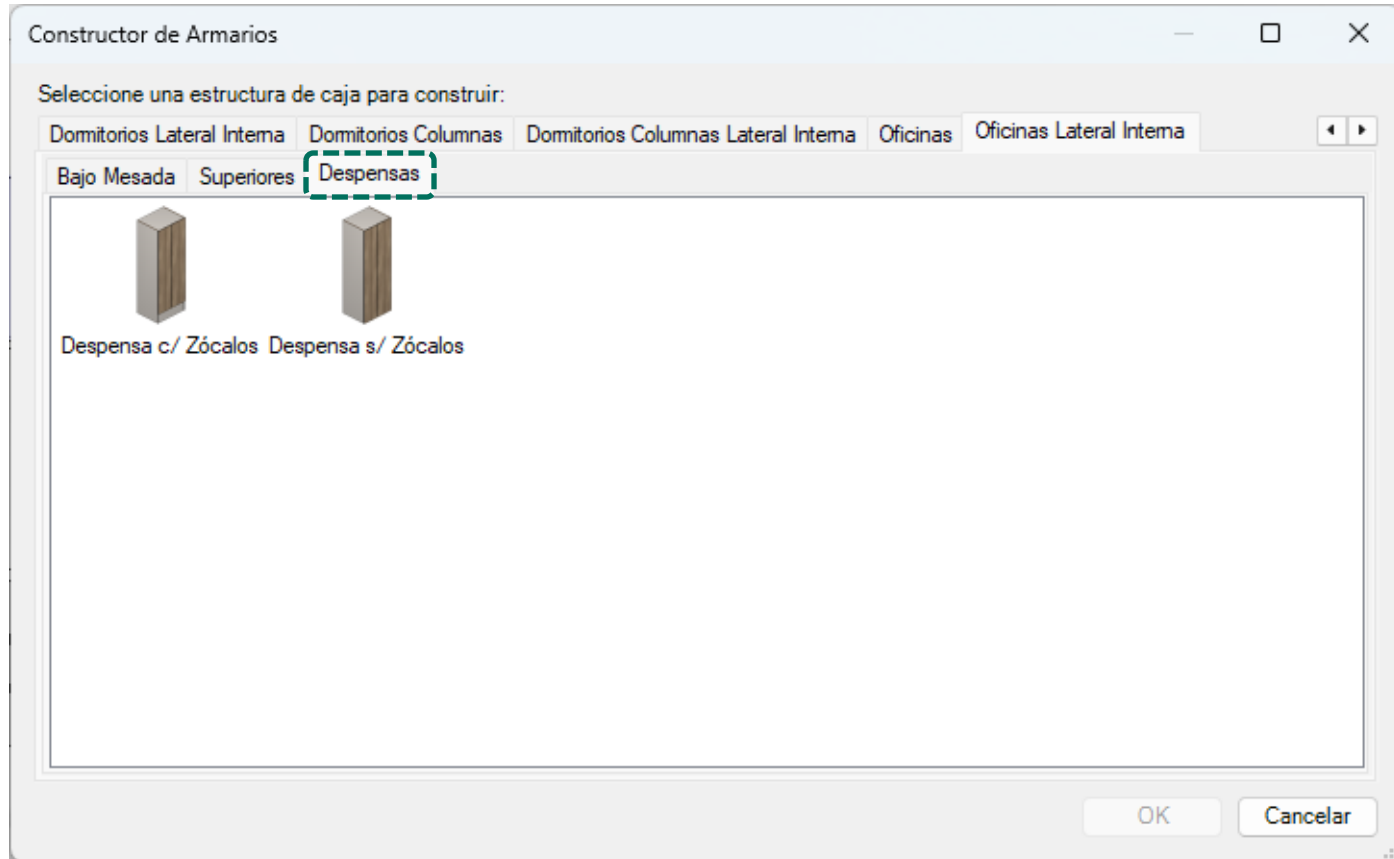 Constructor de Armarios
Seleccione una estructura de caja para construir:
Dormitorios Lateral Interna Dormitorios Columnas Dormitorios Columnas Lateral Interna Oficinas Oficinas Lateral Interna
Bajo Mesada Superiores Despensas
Despensa c/ Zócalos Despensa s/ Zócalos
OK Cancelar